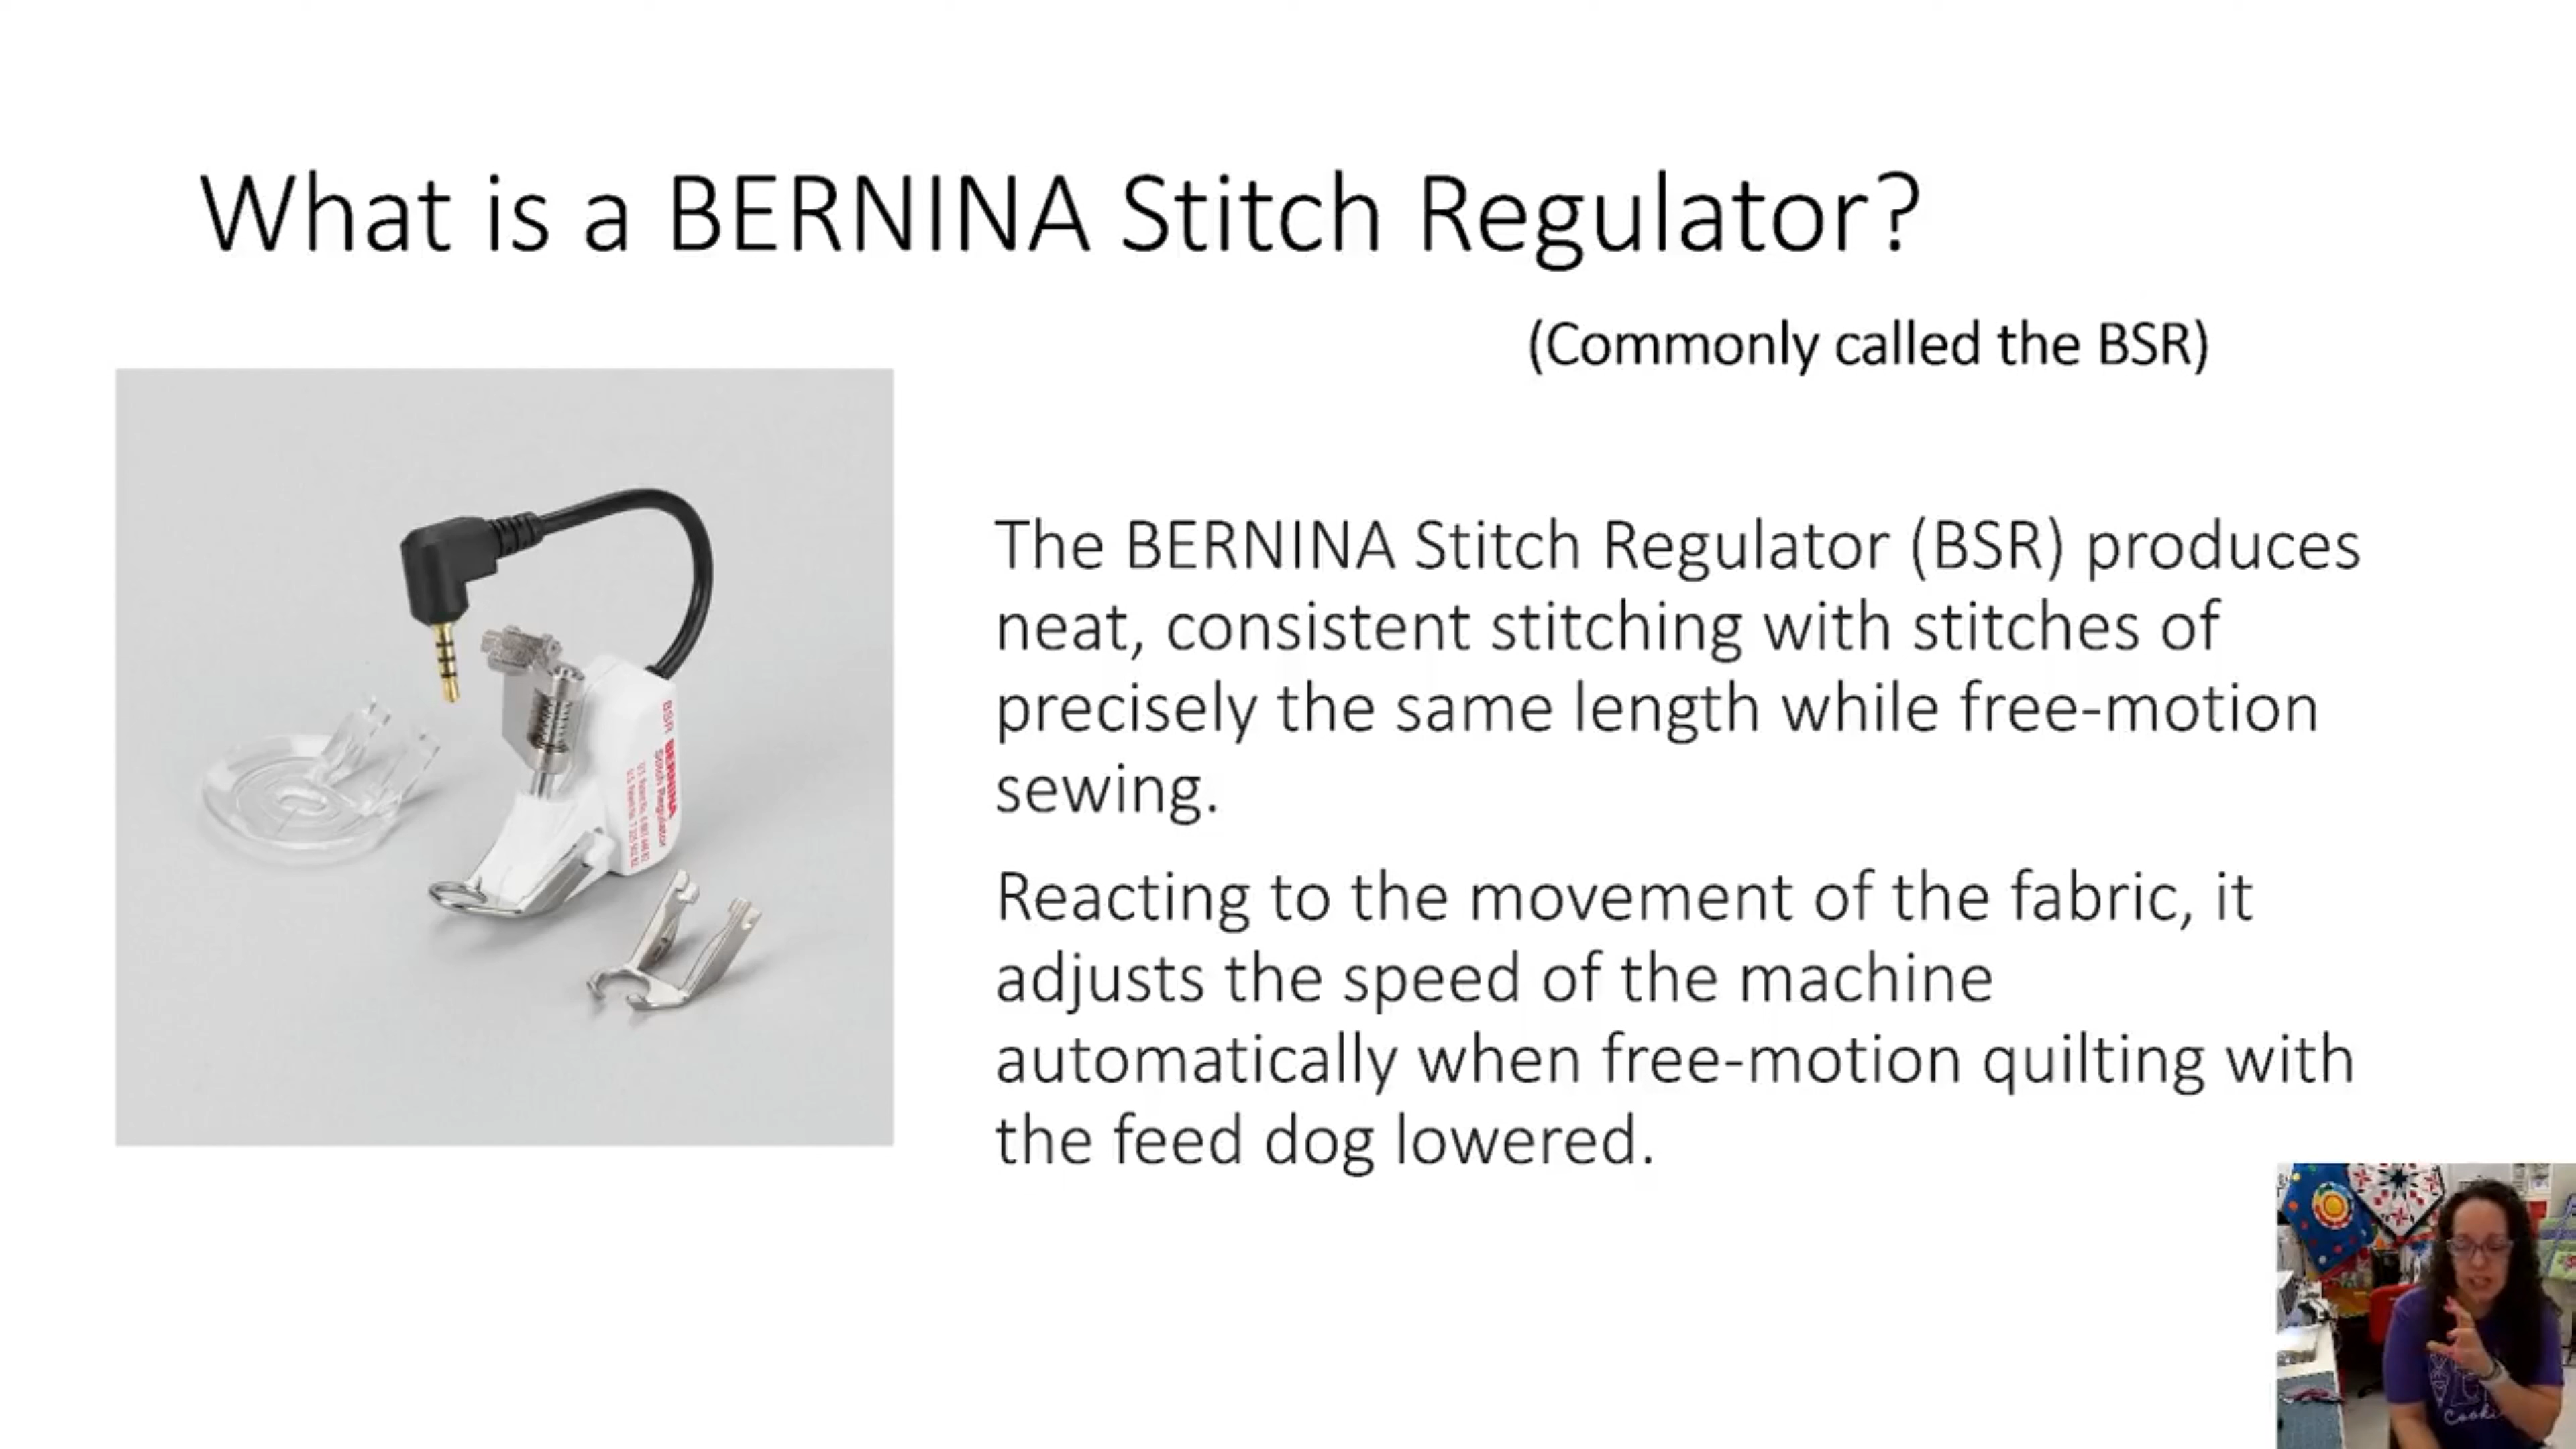 What is a BERNINA Stitch Regulator?
(Commonly called the BSR)
The BERNINA Stitch Regulator (BSR) produces
neat, consistent stitching with stitches of
precisely the same length while free-motion
sewing.
Reacting to the movement of the fabric, it
adjusts the speed of the machine
automatically when free-motion quilting with
the feed dog lowered.
BSR BERNINA
Stitch Regulator